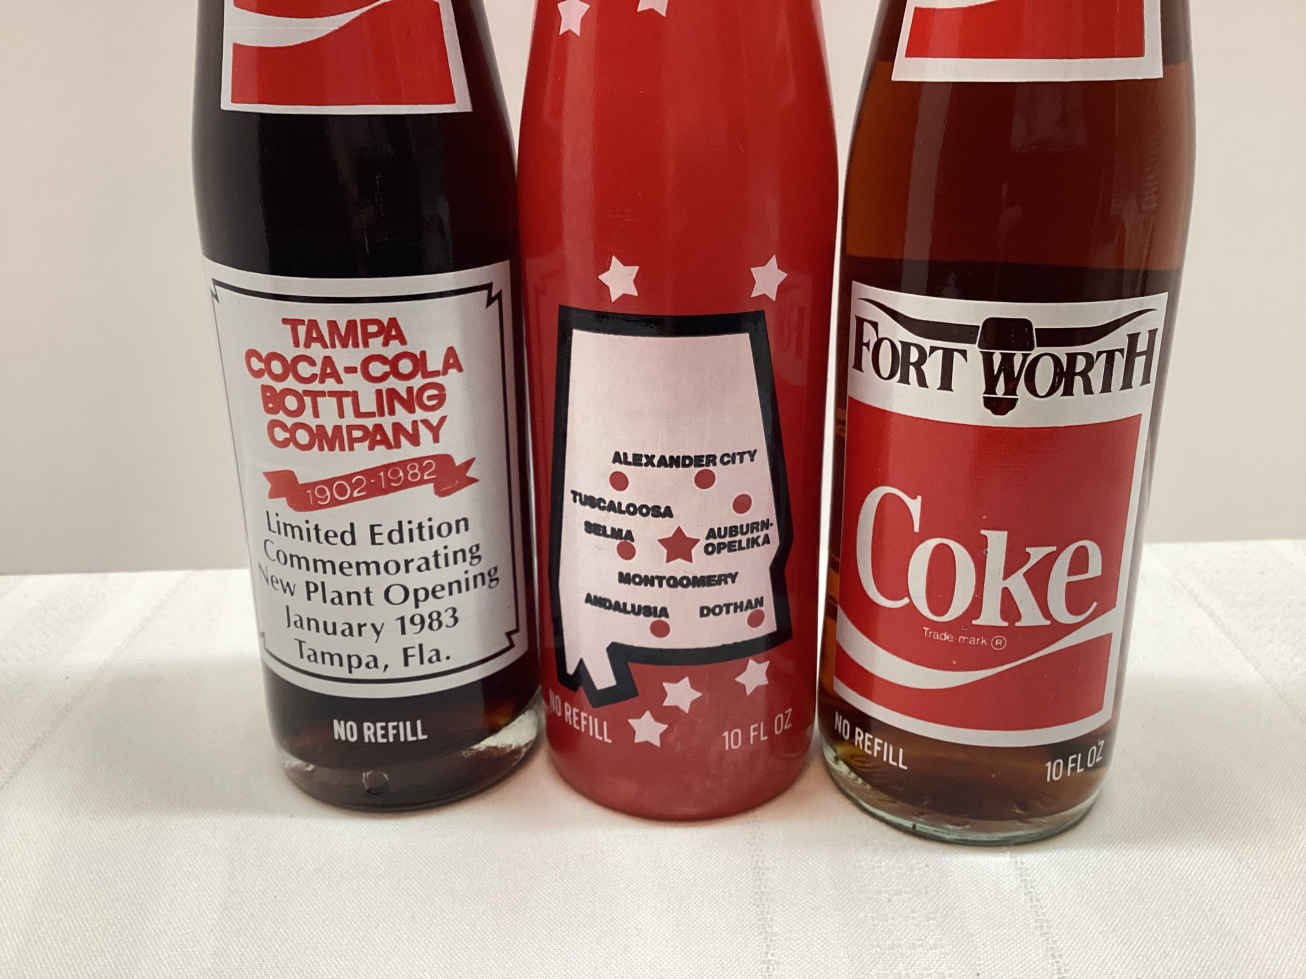 TAMPA
COCA-COLA
BOTTLING
COMPANY
1902-1982
Limited Edition
Commemorating
New Plant Opening
January 1983
Tampa, Fla.
NO REFILL
ALEXANDER CITY
TUSCALOOSA
SELMA
AUBURN-
OPELIKA
MONTGOMERY
ANDALUSIA
DOTHAN
NO REFILL
10 FL OZ
FORT WORTH
Coke
Trade-mark ®
NO REFILL
10 FL OZ